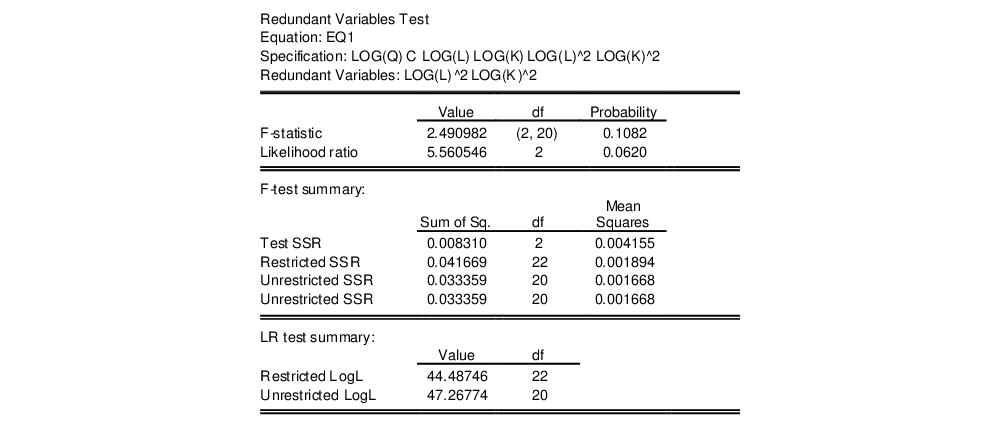 Redundant Variables Test
Equation: EQ1
Specification: LOG(Q) C LOG(L) LOG(K) LOG(L)^2 LOG(K)^2
Redundant Variables: LOG(L)^2 LOG(K)^2
Value df Probability
F-statistic 2.490982 (2, 20) 0.1082
Likelihood ratio 5.560546 2 0.0620
F-test summary:
Mean
Sum of Sq. df Squares
Test SSR 0.008310 2 0.004155
Restricted SSR 0.041669 22 0.001894
Unrestricted SSR 0.033359 20 0.001668
Unrestricted SSR 0.033359 20 0.001668
LR test summary:
Value df
Restricted LogL 44.48746 22
Unrestricted LogL 47.26774 20